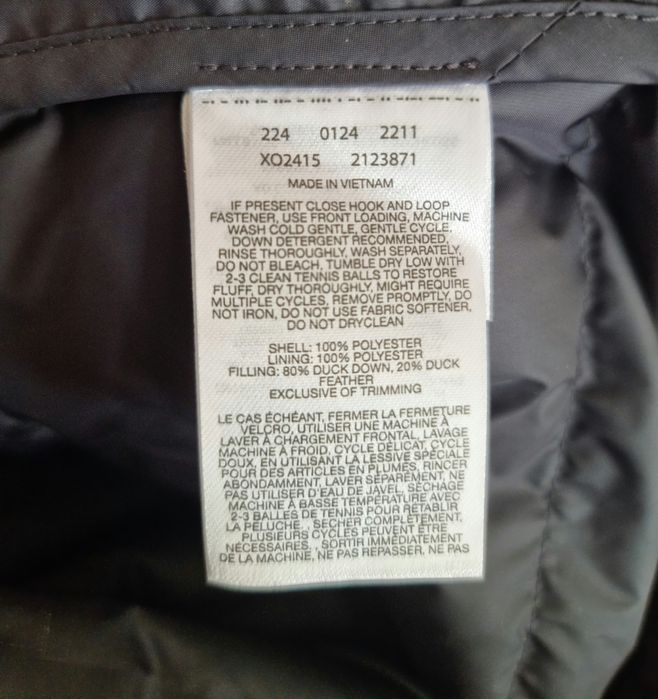 224 0124 2211
XO2415 2123871
MADE IN VIETNAM
IF PRESENT CLOSE HOOK AND LOOP
FASTENER, USE FRONT LOADING, MACHINE
WASH COLD GENTLE, GENTLE CYCLE,
DOWN DETERGENT RECOMMENDED,
RINSE THOROUGHLY, WASH SEPARATELY,
DO NOT BLEACH, TUMBLE DRY LOW WITH
2-3 CLEAN TENNIS BALLS TO RESTORE
FLUFF, DRY THOROUGHLY, MIGHT REQUIRE
MULTIPLE CYCLES, REMOVE PROMPTLY, DO
NOT IRON, DO NOT USE FABRIC SOFTENER,
DO NOT DRYCLEAN
SHELL: 100% POLYESTER
LINING: 100% POLYESTER
FILLING: 80% DUCK DOWN, 20% DUCK
FEATHER
EXCLUSIVE OF TRIMMING
LE CAS ÉCHÉANT, FERMER LA FERMETURE
VELCRO, UTILISER UNE MACHINE À
LAVER À CHARGEMENT FRONTAL, LAVAGE
MACHINE À FROID, CYCLE DÉLICAT, CYCLE
DOUX, EN UTILISANT LA LESSIVE SPÉCIALE
POUR DES ARTICLES EN PLUMES, RINCER
ABONDAMMENT, LAVER SÉPAREMENT, NE
PAS UTILISER D'EAU DE JAVEL, SÉCHAGE
MACHINE À BASSE TEMPÉRATURE AVEC
2-3 BALLES DE TENNIS POUR RÉTABLIR
LA PELUCHE , SÉCHER COMPLÈTEMENT,
PLUSIEURS CYCLES PEUVENT ÊTRE
NÉCESSAIRES , SORTIR IMMÉDIATEMENT
DE LA MACHINE, NE PAS REPASSER, NE PAS